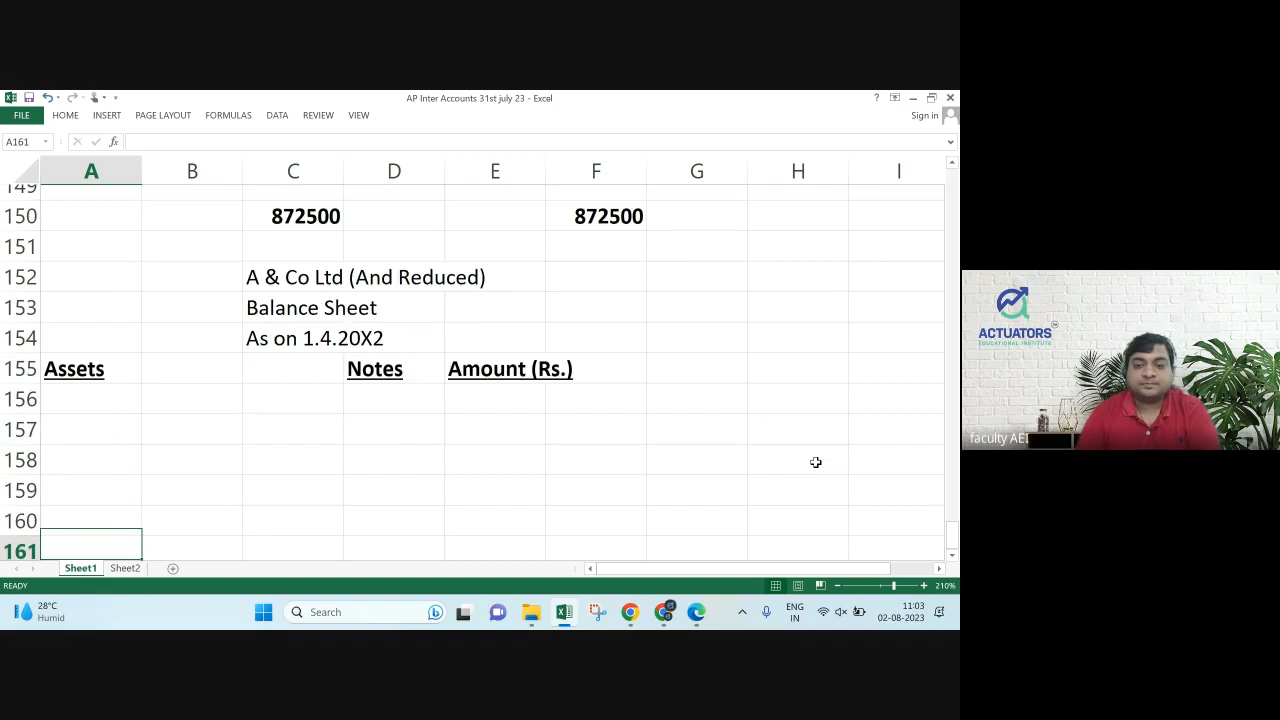 AP Inter Accounts 31st july 23 - Excel
FILE HOME INSERT PAGE LAYOUT FORMULAS DATA REVIEW VIEW
Sign in
A161
A B C D E F G H I
149
150 872500 872500
151
152 A & Co Ltd (And Reduced)
153 Balance Sheet
154 As on 1.4.20X2
155 Assets Notes Amount (Rs.)
156
157
158
159
160
161
Sheet1 Sheet2
READY 210%
28°C
Humid
Search
ENG
IN
11:03
02-08-2023
ACTUATORS
EDUCATIONAL INSTITUTE
faculty AEI